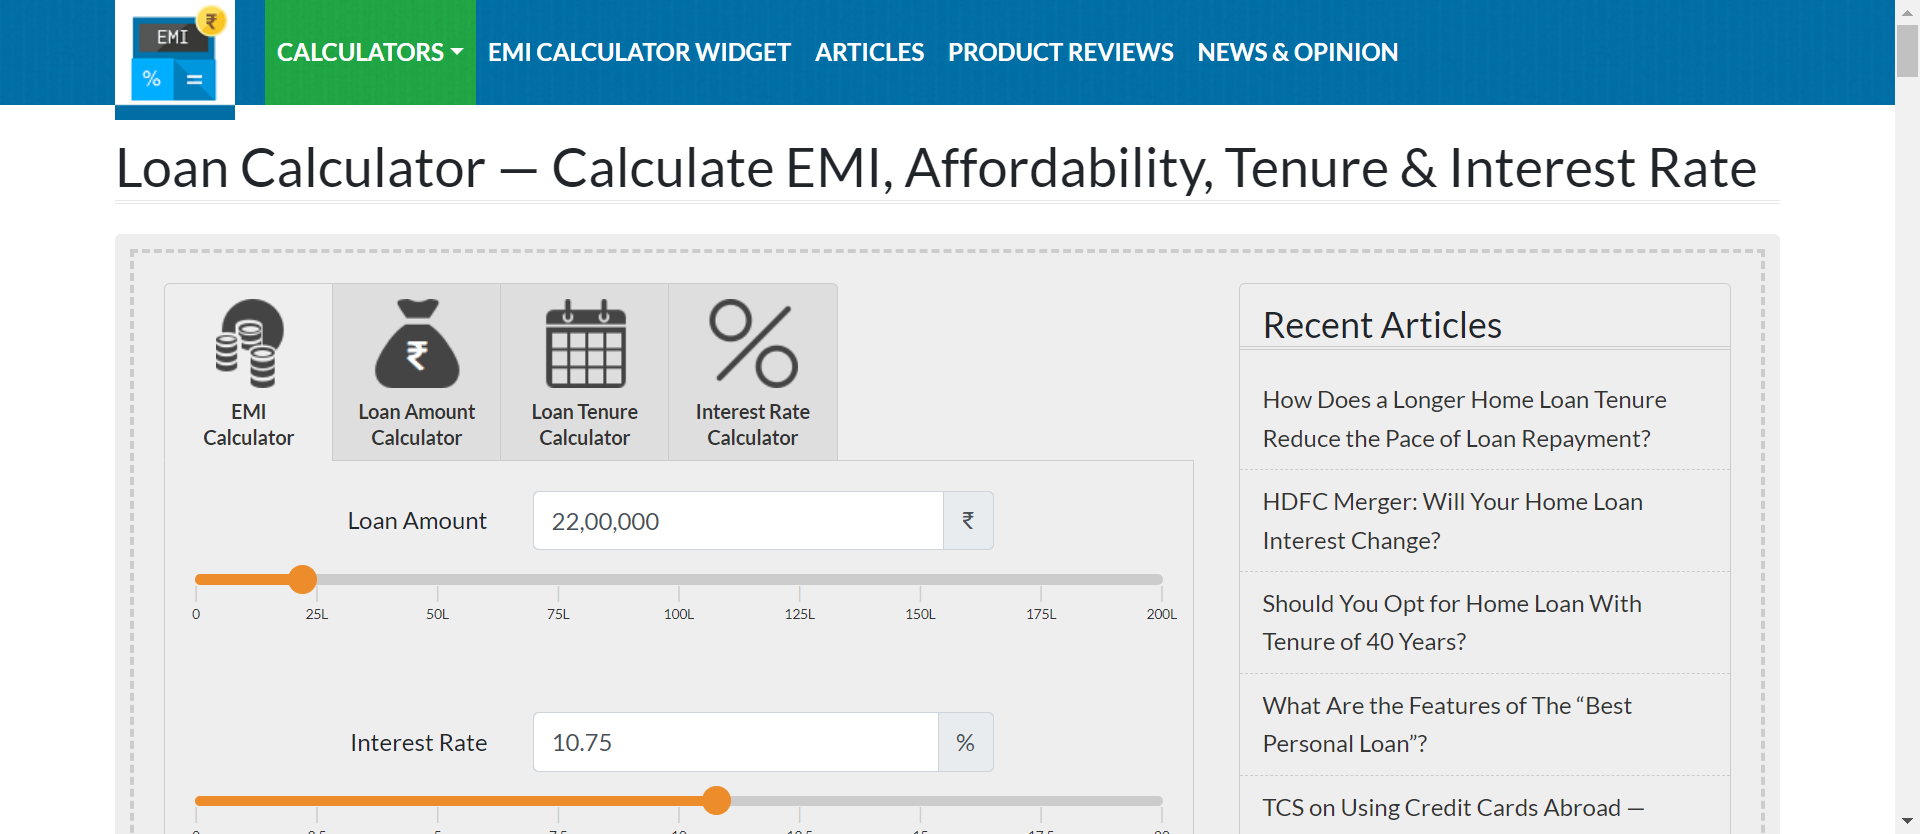 EMI
₹
%
=
CALCULATORS
EMI CALCULATOR WIDGET
ARTICLES
PRODUCT REVIEWS
NEWS & OPINION
Loan Calculator — Calculate EMI, Affordability, Tenure & Interest Rate
EMI
Calculator
₹
Loan Amount
Calculator
Loan Tenure
Calculator
Interest Rate
Calculator
Loan Amount
22,00,000
₹
0 25L 50L 75L 100L 125L 150L 175L 200L
Interest Rate
10.75
%
Recent Articles
How Does a Longer Home Loan Tenure
Reduce the Pace of Loan Repayment?
HDFC Merger: Will Your Home Loan
Interest Change?
Should You Opt for Home Loan With
Tenure of 40 Years?
What Are the Features of The “Best
Personal Loan”?
TCS on Using Credit Cards Abroad —